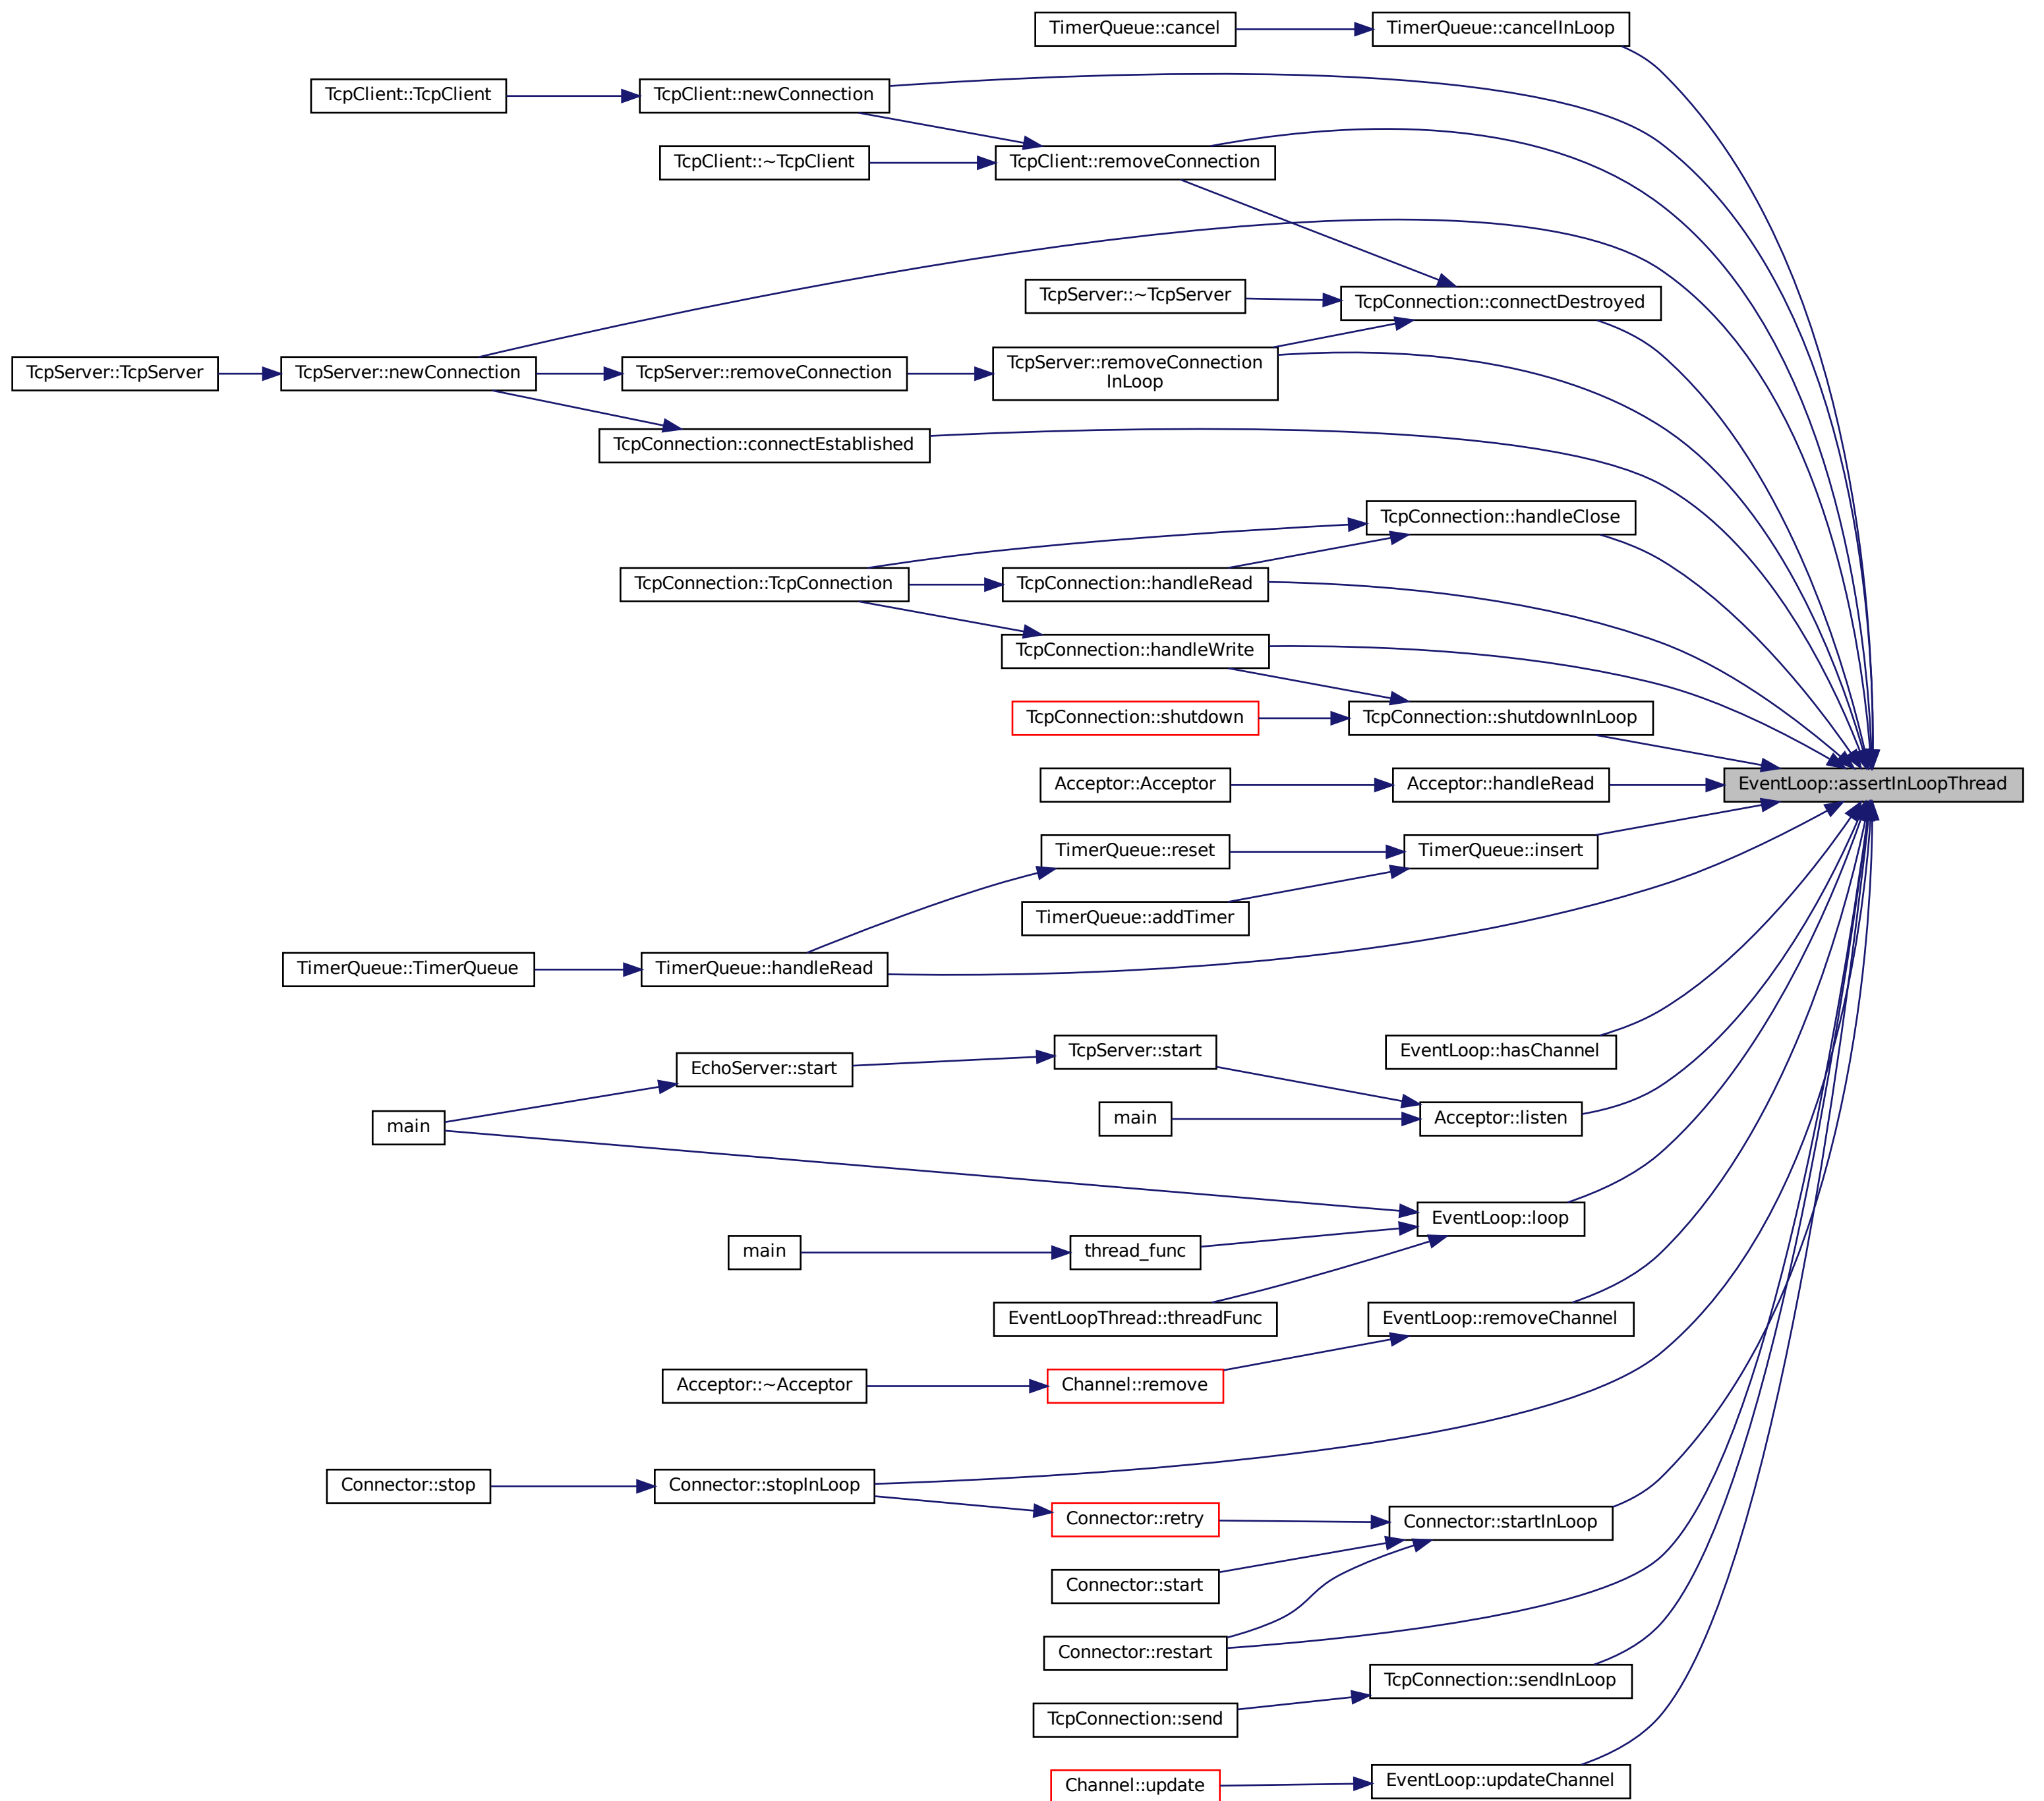 TimerQueue::cancel
TimerQueue::cancelInLoop
TcpClient::TcpClient
TcpClient::newConnection
TcpClient::~TcpClient
TcpClient::removeConnection
TcpServer::~TcpServer
TcpConnection::connectDestroyed
TcpServer::TcpServer
TcpServer::newConnection
TcpServer::removeConnection
TcpServer::removeConnection
InLoop
TcpConnection::connectEstablished
TcpConnection::handleClose
TcpConnection::TcpConnection
TcpConnection::handleRead
TcpConnection::handleWrite
TcpConnection::shutdown
TcpConnection::shutdownInLoop
Acceptor::Acceptor
Acceptor::handleRead
EventLoop::assertInLoopThread
TimerQueue::reset
TimerQueue::insert
TimerQueue::addTimer
TimerQueue::TimerQueue
TimerQueue::handleRead
EchoServer::start
TcpServer::start
EventLoop::hasChannel
main
main
Acceptor::listen
EventLoop::loop
main
thread_func
EventLoopThread::threadFunc
EventLoop::removeChannel
Acceptor::~Acceptor
Channel::remove
Connector::stop
Connector::stopInLoop
Connector::retry
Connector::startInLoop
Connector::start
Connector::restart
TcpConnection::sendInLoop
TcpConnection::send
Channel::update
EventLoop::updateChannel